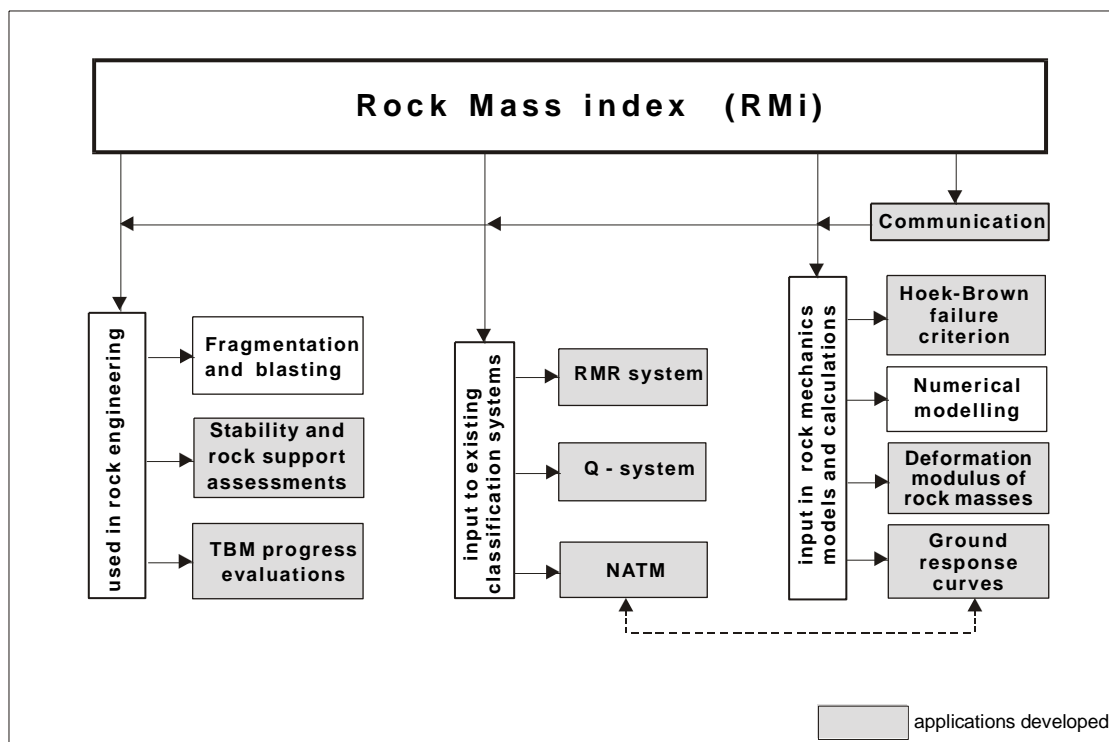 Rock Mass index (RMi)
Communication
used in rock engineering
Fragmentation
and blasting
Stability and
rock support
assessments
TBM progress
evaluations
input to existing
classification systems
RMR system
Q - system
NATM
input in rock mechanics
models and calculations
Hoek-Brown
failure
criterion
Numerical
modelling
Deformation
modulus of
rock masses
Ground
response
curves
applications developed